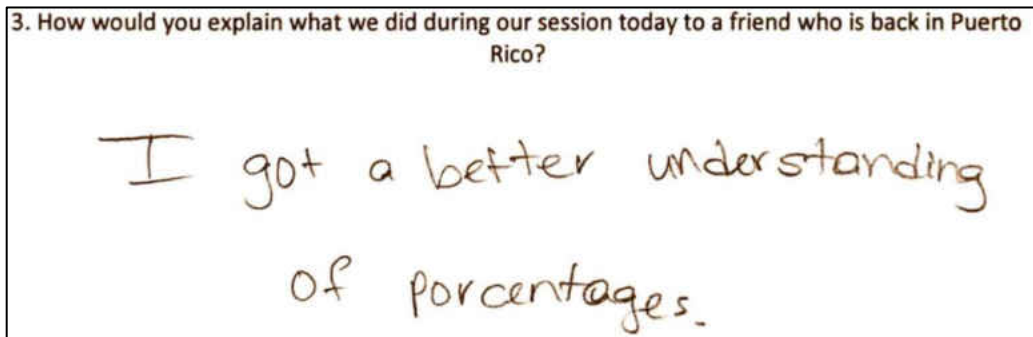 3. How would you explain what we did during our session today to a friend who is back in Puerto
Rico?
I got a better understanding
of porcentages.